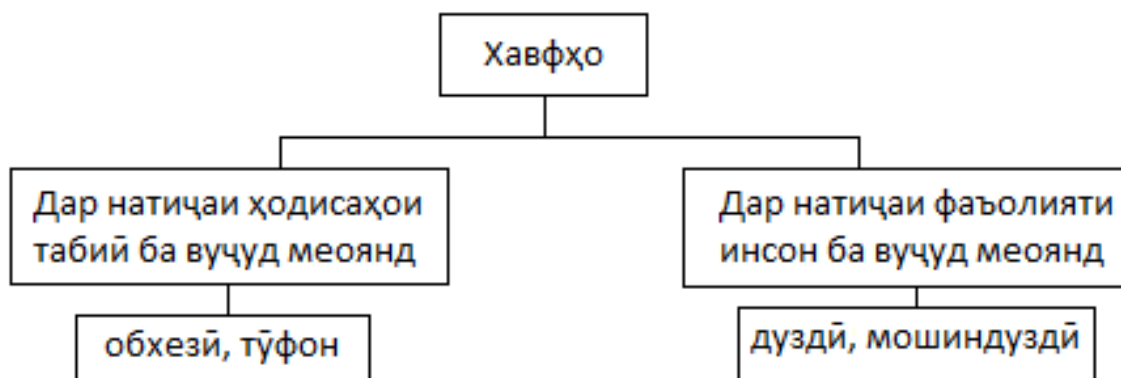 Хавфҳо
Дар натиҷаи ҳодисаҳои
табиӣ ба вуҷуд меоянд
Дар натиҷаи фаъолияти
инсон ба вуҷуд меоянд
обхезӣ, тӯфон
дуздӣ, мошиндуздӣ